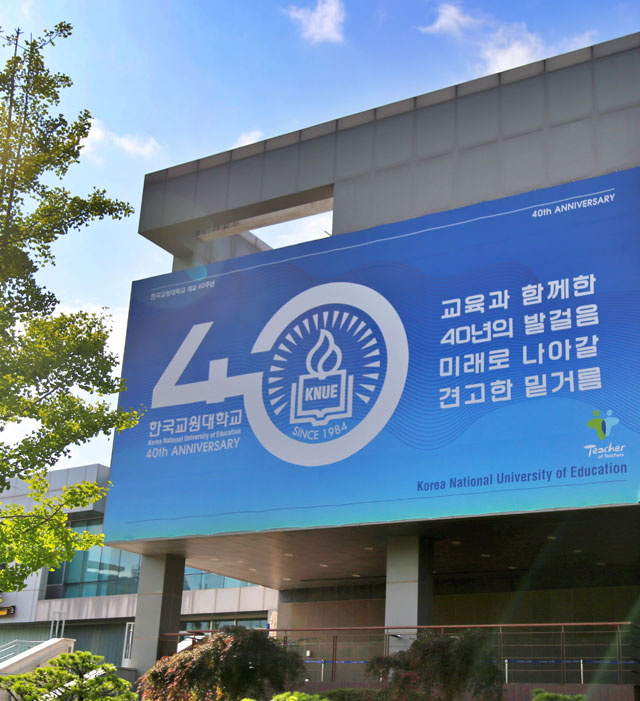 40th ANNIVERSARY
한국교원대학교 개교 40주년
40
KNUE
SINCE 1984
한국교원대학교
Korea National University of Education
40th ANNIVERSARY
교육과 함께한
40년의 발걸음
미래로 나아갈
견고한 밑거름
Teacher
of Teachers
Korea National University of Education